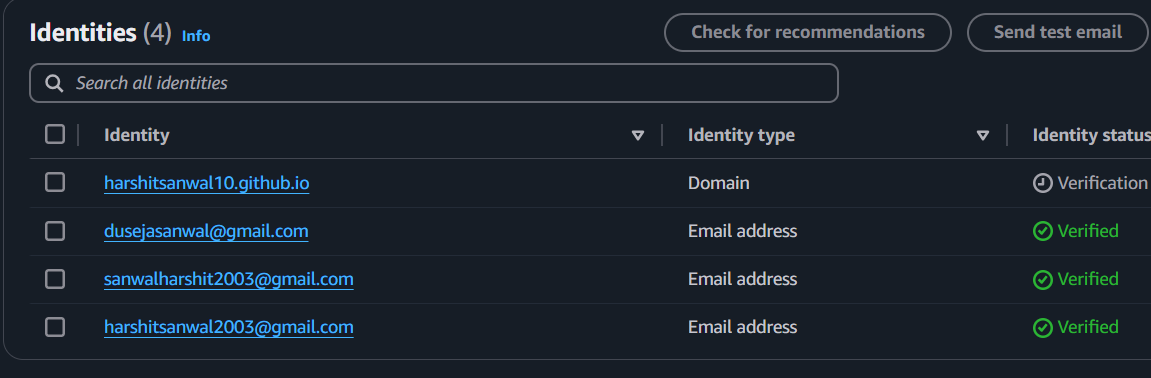 Identities (4) Info Check for recommendations Send test email
Search all identities
Identity Identity type Identity status
harshitsanwal10.github.io Domain Verification
dusejasanwal@gmail.com Email address Verified
sanwalharshit2003@gmail.com Email address Verified
harshitsanwal2003@gmail.com Email address Verified